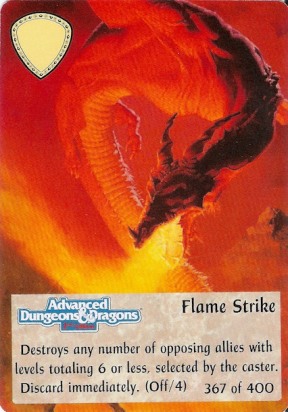 Advanced
Dungeons & Dragons
Flame Strike
Destroys any number of opposing allies with
levels totaling 6 or less, selected by the caster.
Discard immediately. (Off/4)
367 of 400